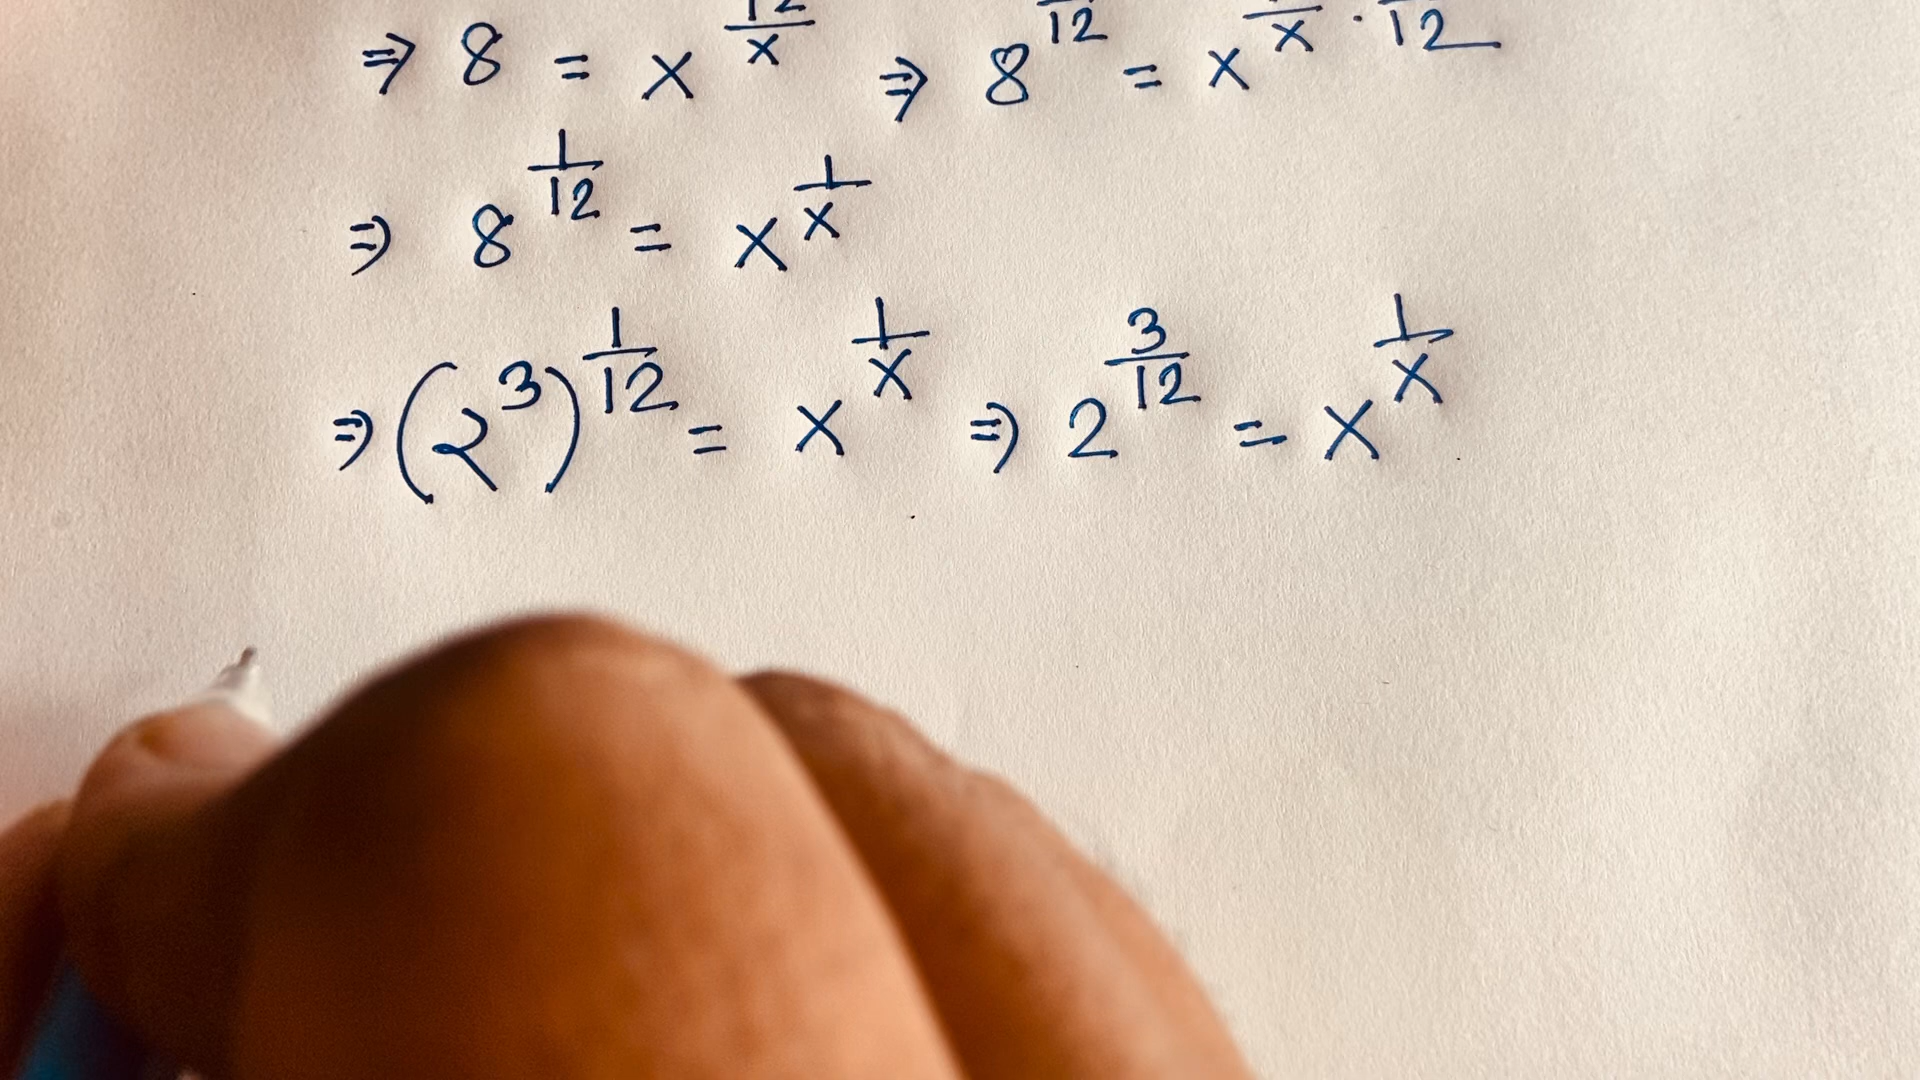 ⇒ 8 = x^(12/x) ⇒ 8^(1/12) = x^(12/x · 1/12)
⇒ 8^(1/12) = x^(1/x)
⇒ (2^3)^(1/12) = x^(1/x) ⇒ 2^(3/12) = x^(1/x)